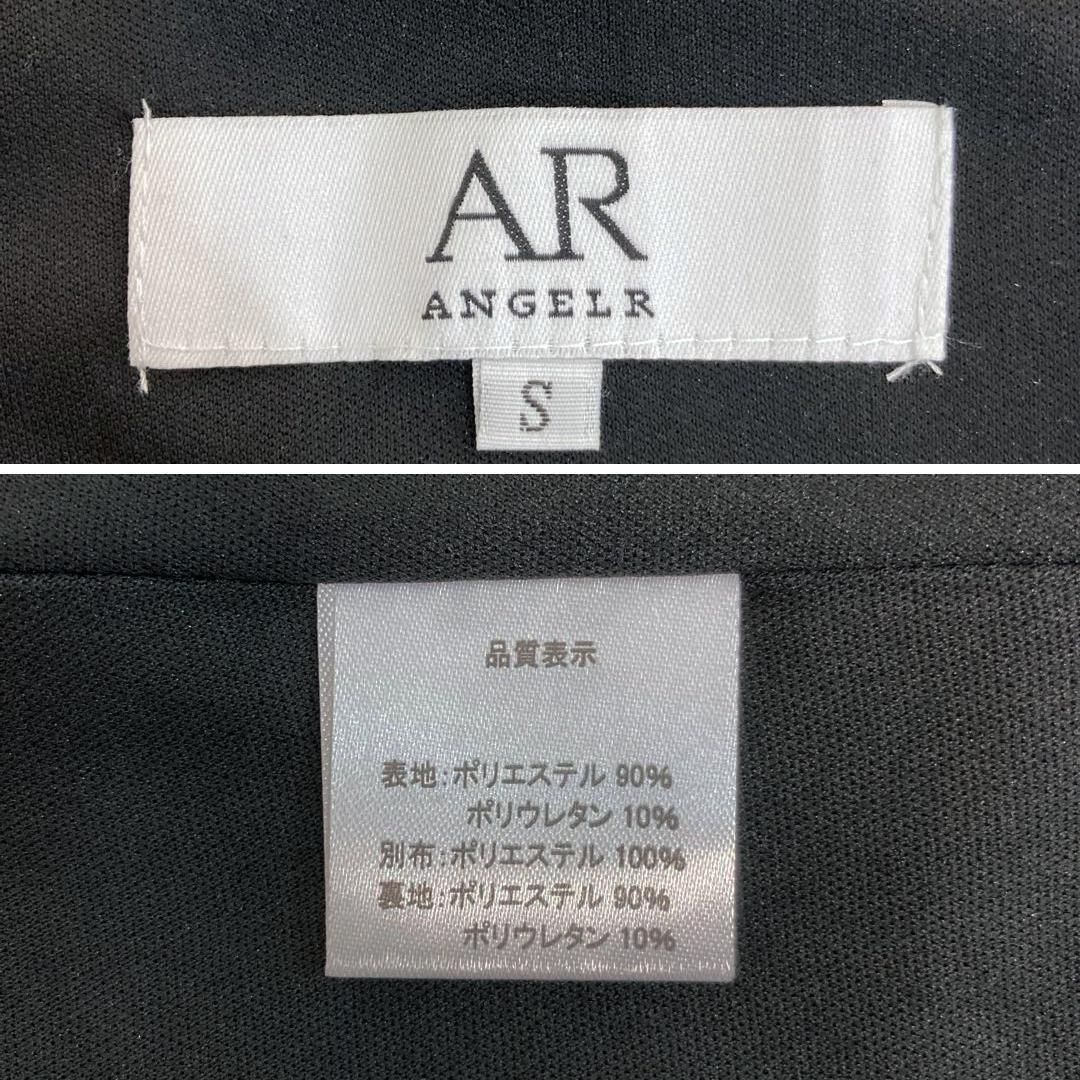 AR
ANGELR
S
品質表示
表地:ポリエステル 90%
ポリウレタン 10%
別布:ポリエステル 100%
裏地:ポリエステル 90%
ポリウレタン 10%